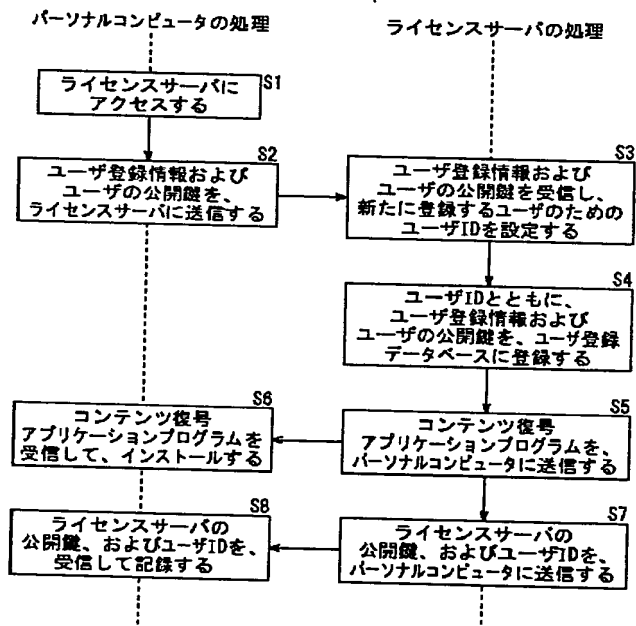 パーソナルコンピュータの処理
ライセンスサーバの処理
S1
ライセンスサーバに
アクセスする
S2
ユーザ登録情報および
ユーザの公開鍵を、
ライセンスサーバに送信する
S3
ユーザ登録情報および
ユーザの公開鍵を受信し、
新たに登録するユーザのための
ユーザIDを設定する
S4
ユーザIDとともに、
ユーザ登録情報および
ユーザの公開鍵を、ユーザ登録
データベースに登録する
S5
コンテンツ復号
アプリケーションプログラムを、
パーソナルコンピュータに送信する
S6
コンテンツ復号
アプリケーションプログラムを
受信して、インストールする
S7
ライセンスサーバの
公開鍵、およびユーザIDを、
パーソナルコンピュータに送信する
S8
ライセンスサーバの
公開鍵、およびユーザIDを、
受信して記録する